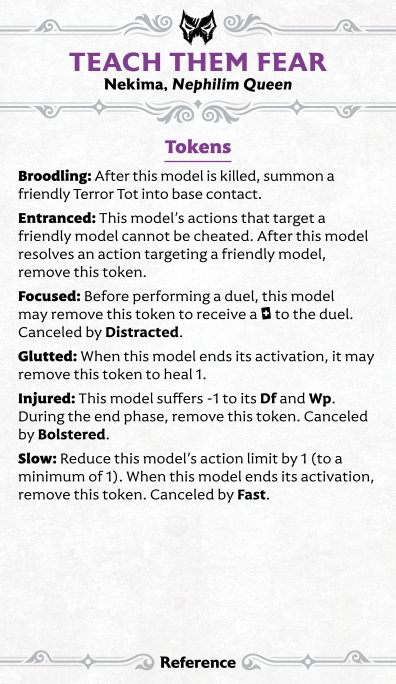 TEACH THEM FEAR
Nekima, Nephilim Queen
Tokens
Broodling: After this model is killed, summon a
friendly Terror Tot into base contact.
Entranced: This model's actions that target a
friendly model cannot be cheated. After this model
resolves an action targeting a friendly model,
remove this token.
Focused: Before performing a duel, this model
may remove this token to receive a + to the duel.
Canceled by Distracted.
Glutted: When this model ends its activation, it may
remove this token to heal 1.
Injured: This model suffers -1 to its Df and Wp.
During the end phase, remove this token. Canceled
by Bolstered.
Slow: Reduce this model's action limit by 1 (to a
minimum of 1). When this model ends its activation,
remove this token. Canceled by Fast.
Reference